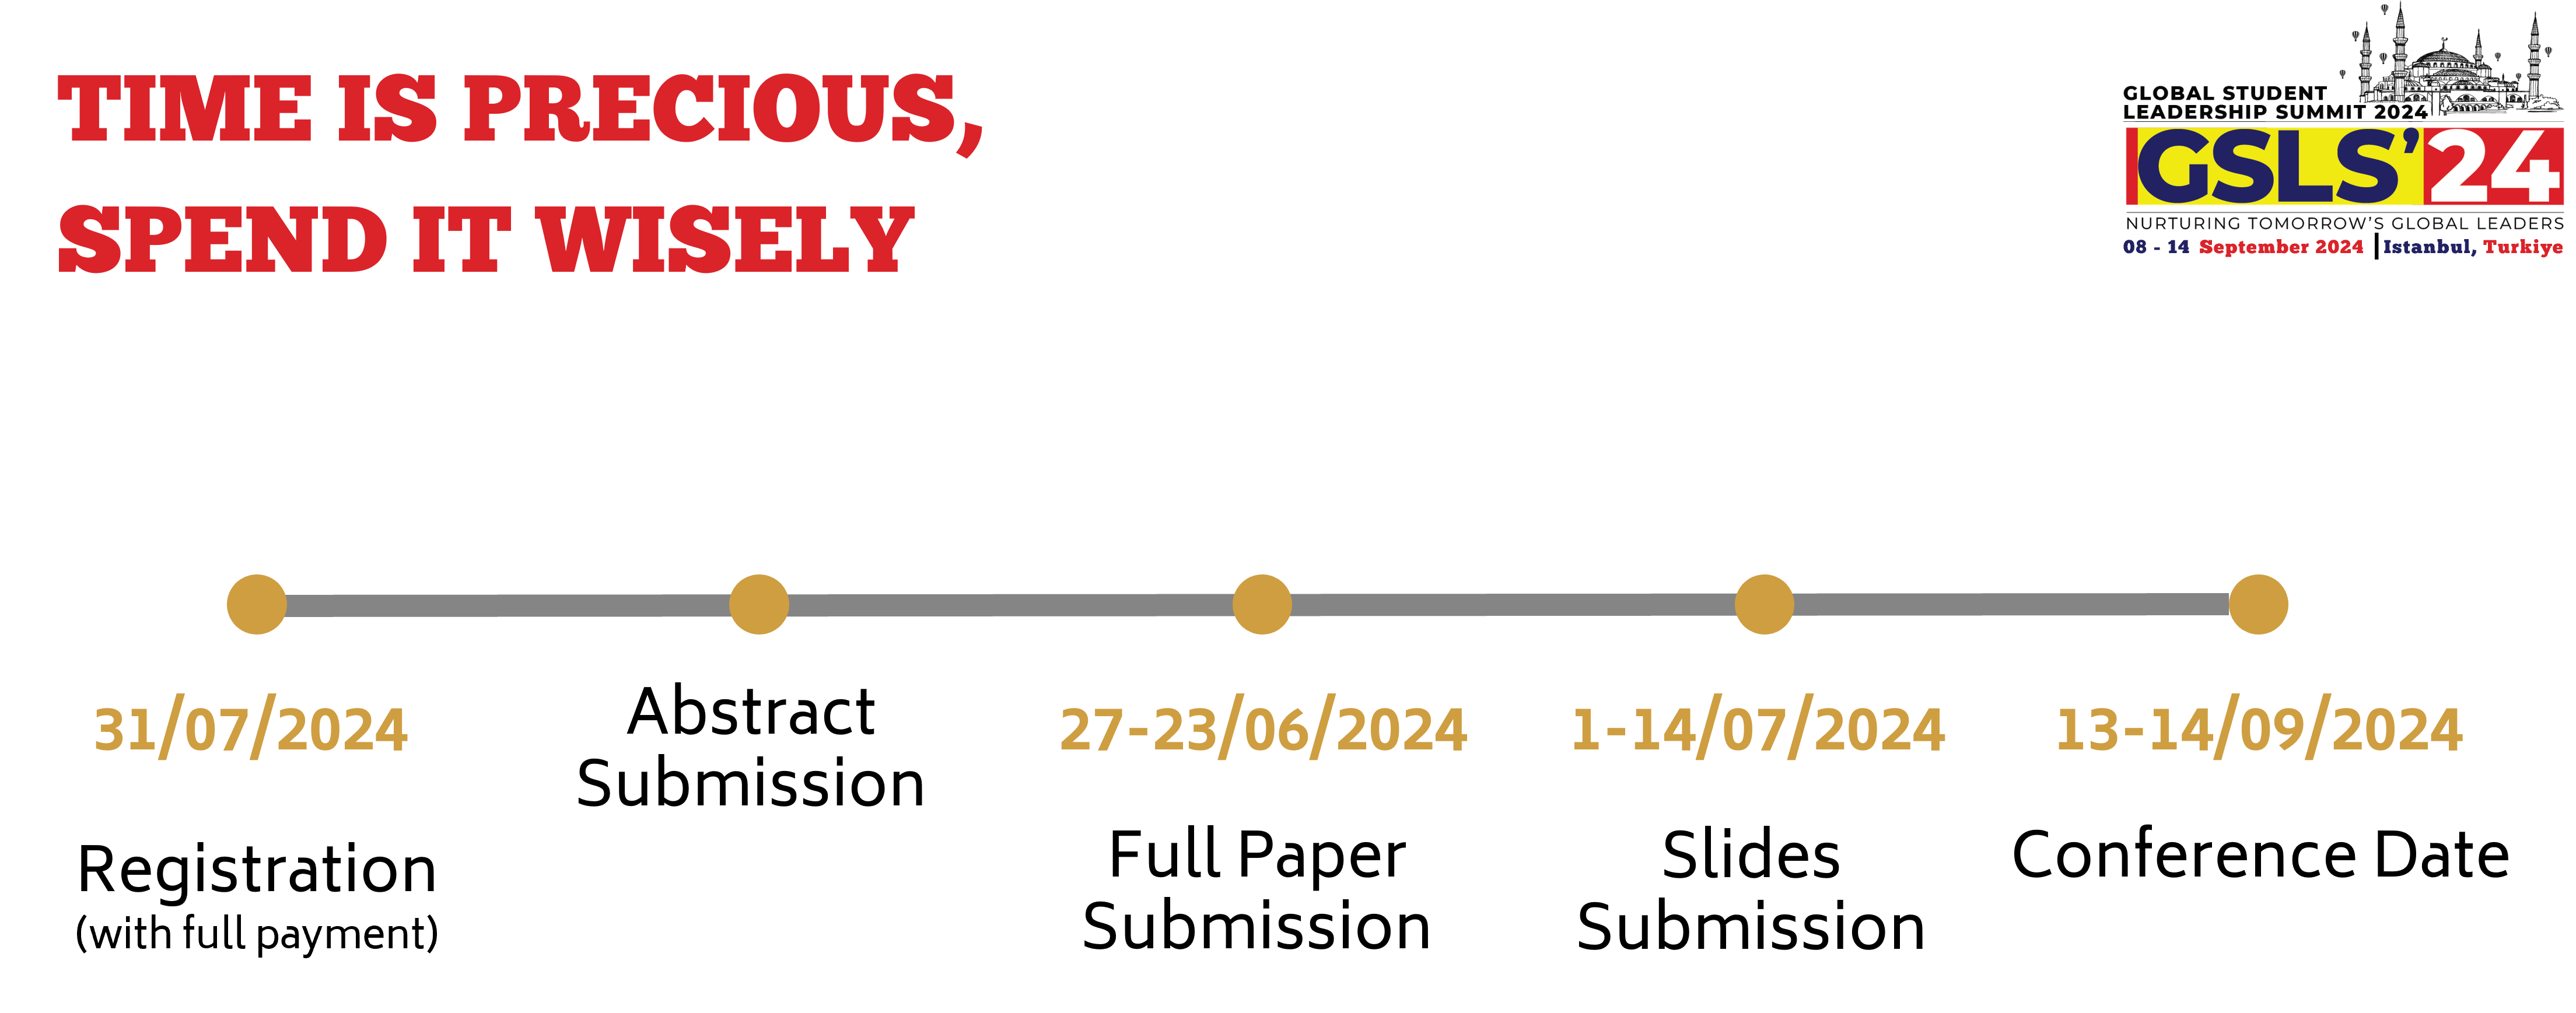 TIME IS PRECIOUS,
SPEND IT WISELY
GLOBAL STUDENT
LEADERSHIP SUMMIT 2024
GSLS'24
NURTURING TOMORROW'S GLOBAL LEADERS
08 - 14 September 2024 | Istanbul, Turkiye
31/07/2024
Registration
(with full payment)
Abstract
Submission
27-23/06/2024
Full Paper
Submission
1-14/07/2024
Slides
Submission
13-14/09/2024
Conference Date